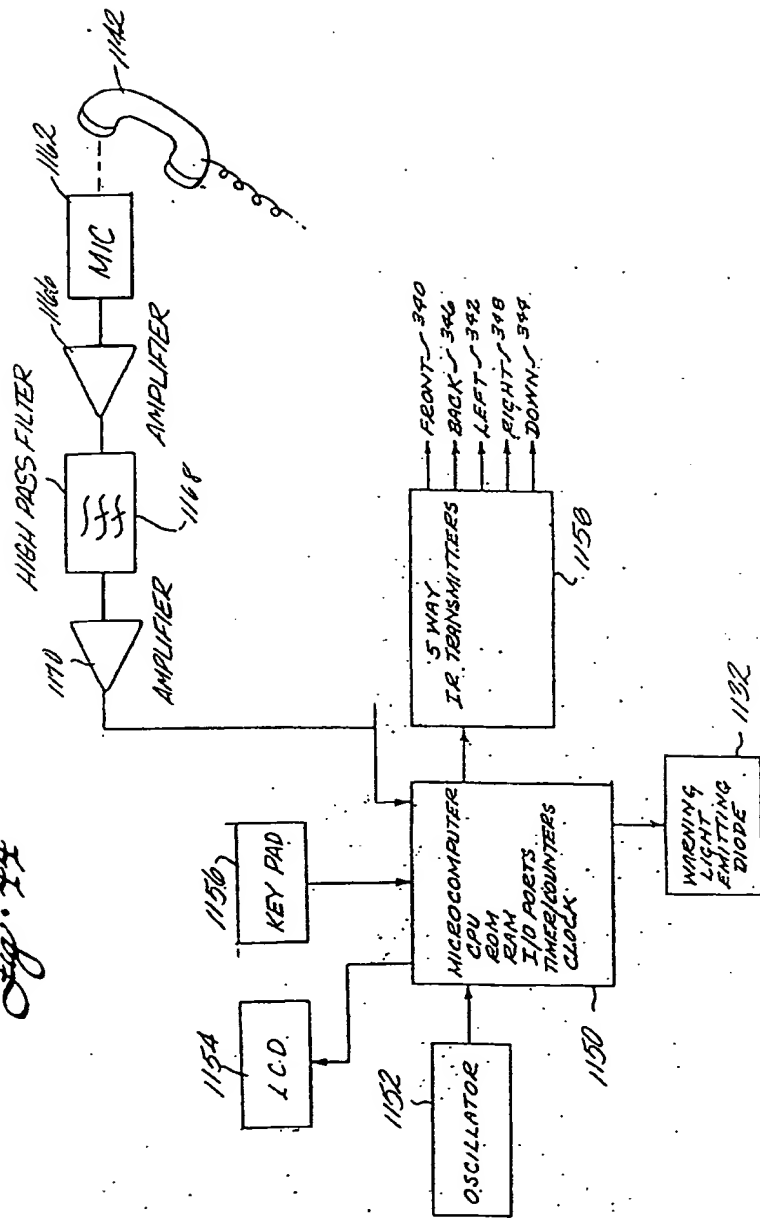 Fig. 44
1154
L.C.D.
1156
KEY PAD
1170
AMPLIFIER
HIGH PASS FILTER
1168
1166
AMPLIFIER
1162
MIC
1142
1152
OSCILLATOR
MICROCOMPUTER
CPU
ROM
RAM
I/O PORTS
TIMER/COUNTERS
CLOCK
1150
5 WAY
I.R. TRANSMITTERS
1158
FRONT 340
BACK 346
LEFT 342
RIGHT 348
DOWN 344
WARNING
LIGHT
EMITTING
DIODE
1132